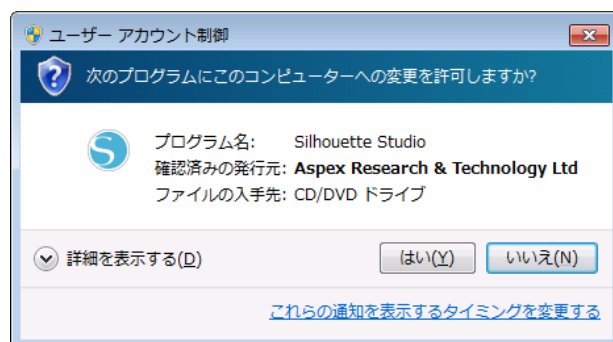 ユーザー アカウント制御
次のプログラムにこのコンピューターへの変更を許可しますか?
プログラム名: Silhouette Studio
確認済みの発行元: Aspex Research & Technology Ltd
ファイルの入手先: CD/DVD ドライブ
詳細を表示する(D) はい(Y) いいえ(N)
これらの通知を表示するタイミングを変更する